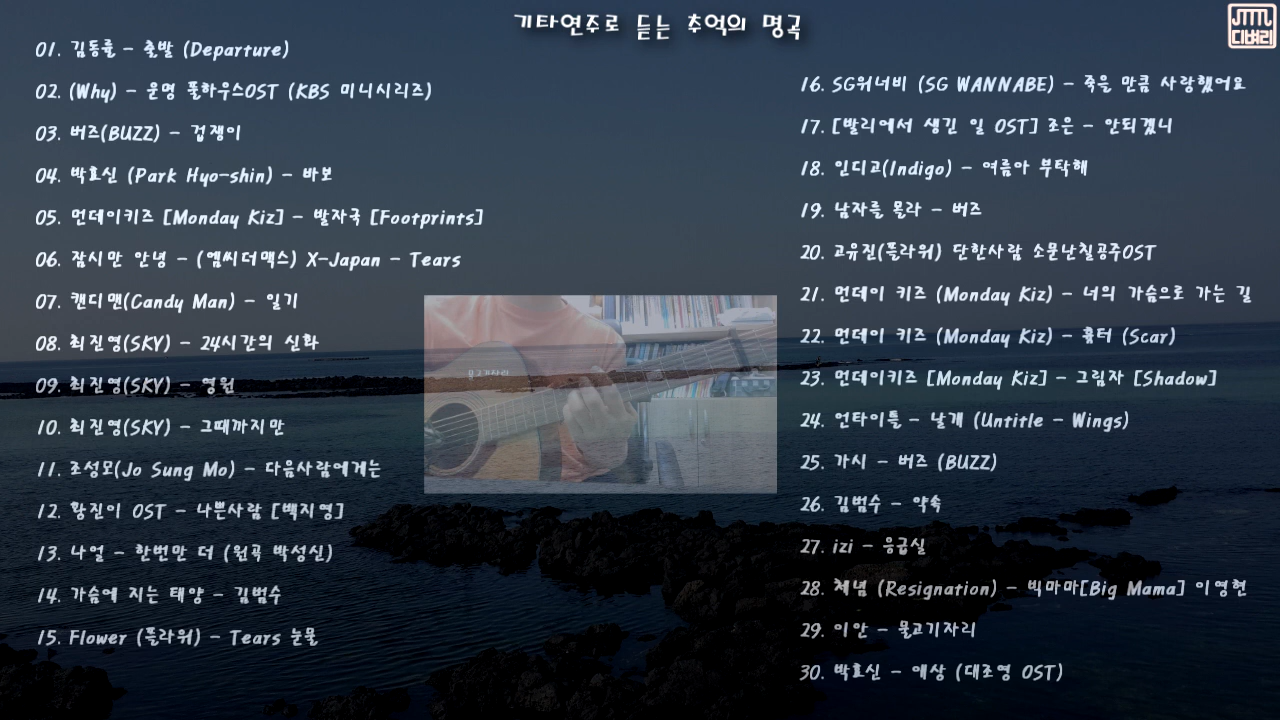 기타연주로 듣는 추억의 명곡
디벼리
01. 김동률 - 출발 (Departure)
02. (Why) - 운명 풀하우스OST (KBS 미니시리즈)
03. 버즈(BUZZ) - 겁쟁이
04. 박효신 (Park Hyo-shin) - 바보
05. 먼데이키즈 [Monday Kiz] - 발자국 [Footprints]
06. 잠시만 안녕 - (엠씨더맥스) X-Japan - Tears
07. 캔디맨(Candy Man) - 일기
08. 최진영(SKY) - 24시간의 신화
09. 최진영(SKY) - 영원
10. 최진영(SKY) - 그때까지만
11. 조성모(Jo Sung Mo) - 다음사람에게는
12. 황진이 OST - 나쁜사람 [백지영]
13. 나얼 - 한번만 더 (원곡 박성신)
14. 가슴에 지는 태양 - 김범수
15. Flower (플라워) - Tears 눈물
16. SG워너비 (SG WANNABE) - 죽을 만큼 사랑했어요
17. [발리에서 생긴 일 OST] 조은 - 안되겠니
18. 인디고(Indigo) - 여름아 부탁해
19. 남자를 몰라 - 버즈
20. 고유진(플라워) 단한사람 소문난칠공주OST
21. 먼데이 키즈 (Monday Kiz) - 너의 가슴으로 가는 길
22. 먼데이 키즈 (Monday Kiz) - 흉터 (Scar)
23. 먼데이키즈 [Monday Kiz] - 그림자 [Shadow]
24. 언타이틀 - 날개 (Untitle - Wings)
25. 가시 - 버즈 (BUZZ)
26. 김범수 - 약속
27. izi - 응급실
28. 체념 (Resignation) - 빅마마[Big Mama] 이영현
29. 이안 - 물고기자리
30. 박효신 - 애상 (대조영 OST)
물고기자리